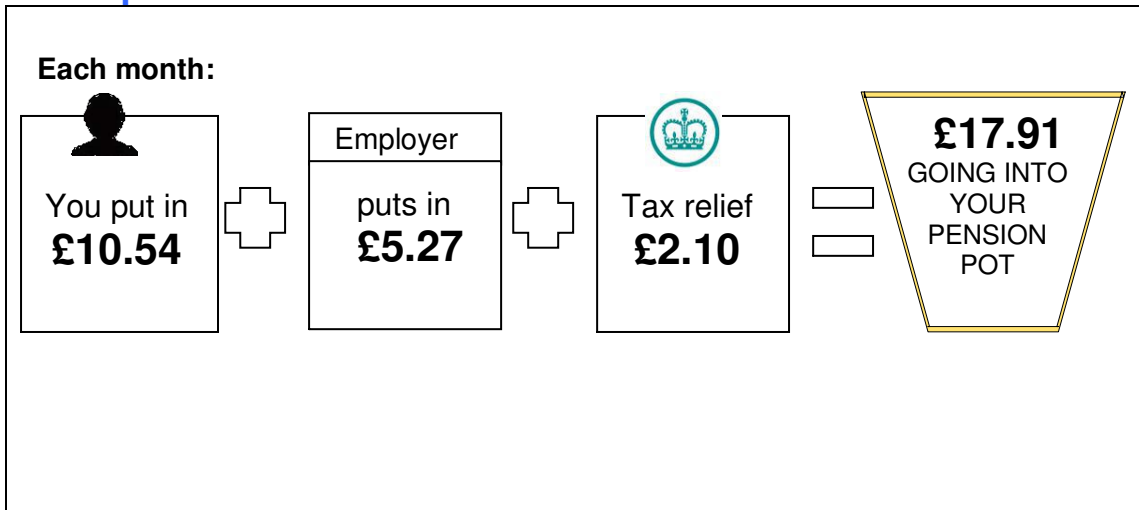 Each month:
You put in
£10.54
Employer
puts in
£5.27
Tax relief
£2.10
£17.91
GOING INTO
YOUR
PENSION
POT